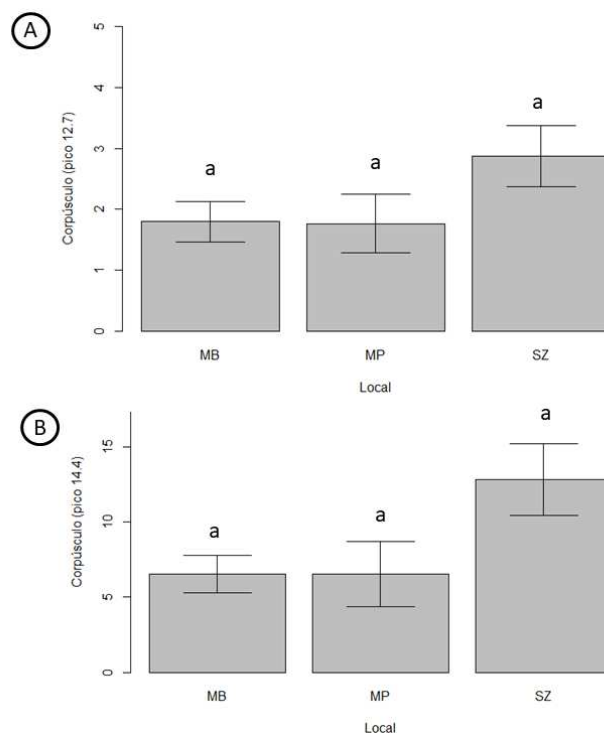 A
Corpúsculo (pico 12.7)
5
4
3
2
1
0
a
a
a
MB
MP
SZ
Local
B
Corpúsculo (pico 14.4)
15
10
5
0
a
a
a
MB
MP
SZ
Local